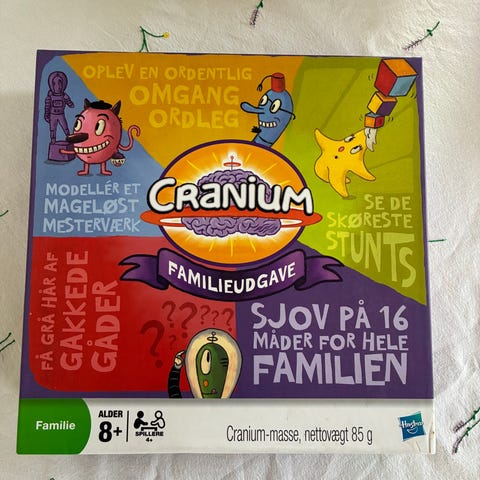 OPLEV EN ORDENTLIG
OMGANG
ORDLEG
MODELLÉR ET
MAGELØST
MESTERVÆRK
CRANIUM
FAMILIEUDGAVE
SE DE
SKØRESTE
STUNTS
FÅ GRÅ HÅR AF
GAKKEDE
GÅDER
??????
SJOV PÅ 16
MÅDER FOR HELE
FAMILIEN
Familie
ALDER
8+
SPILLERE
4+
Cranium-masse, nettovægt 85 g
Hasbro